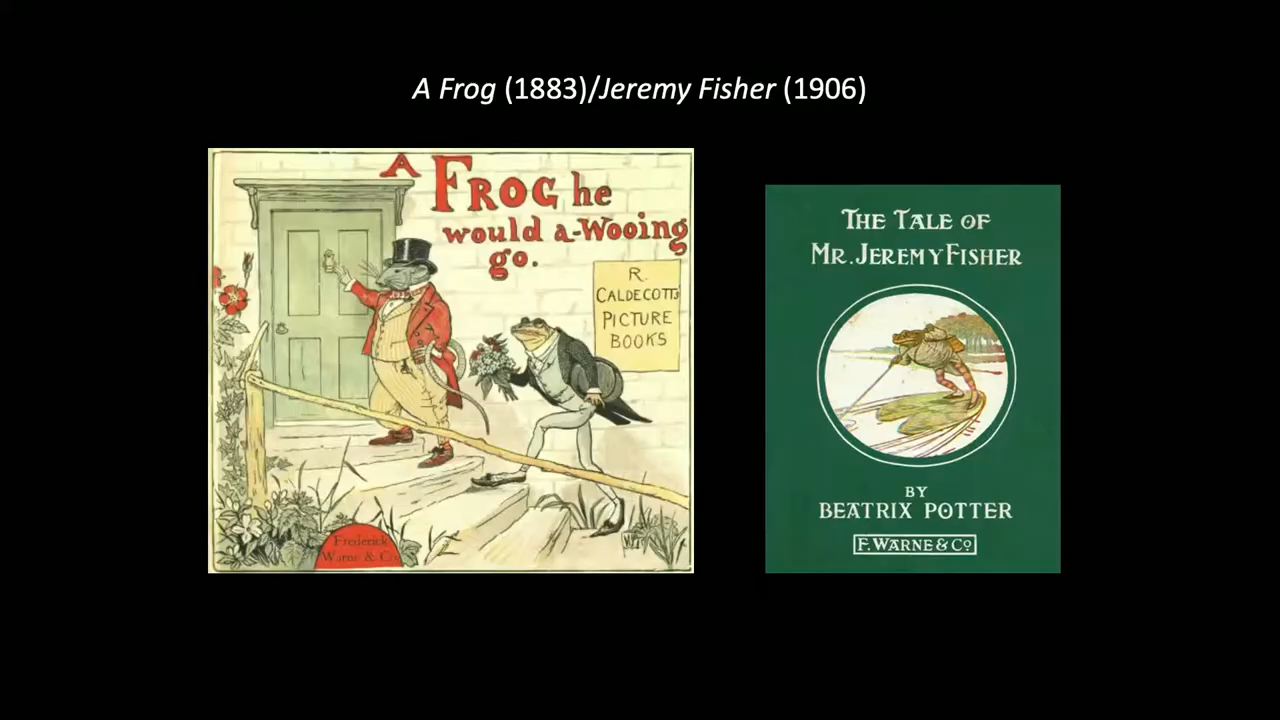 A Frog (1883)/Jeremy Fisher (1906)
A FROG he
would a-Wooing
go.
R.
CALDECOTT'S
PICTURE
BOOKS
Frederick
Warne & Co.
THE TALE OF
MR. JEREMY FISHER
BY
BEATRIX POTTER
F. WARNE & Co